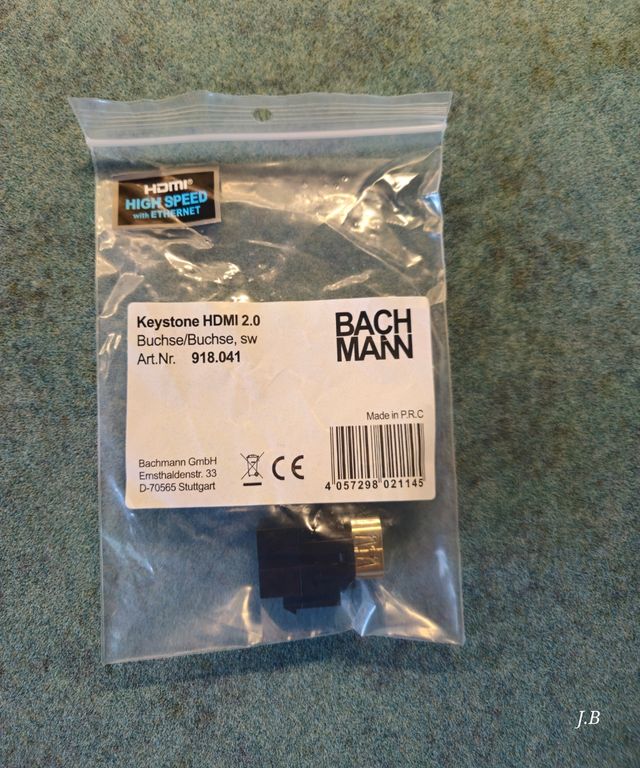 HDMI®
HIGH SPEED
with ETHERNET
Keystone HDMI 2.0
Buchse/Buchse, sw
Art.Nr. 918.041
BACH
MANN
Made in P.R.C
Bachmann GmbH
Ernsthaldenstr. 33
D-70565 Stuttgart
CE
4 057298 021145
J.B